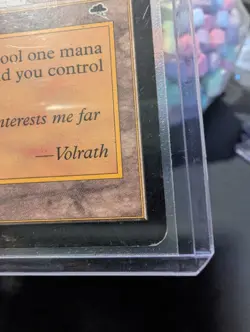 ool one mana
d you control
nterests me far
—Volrath